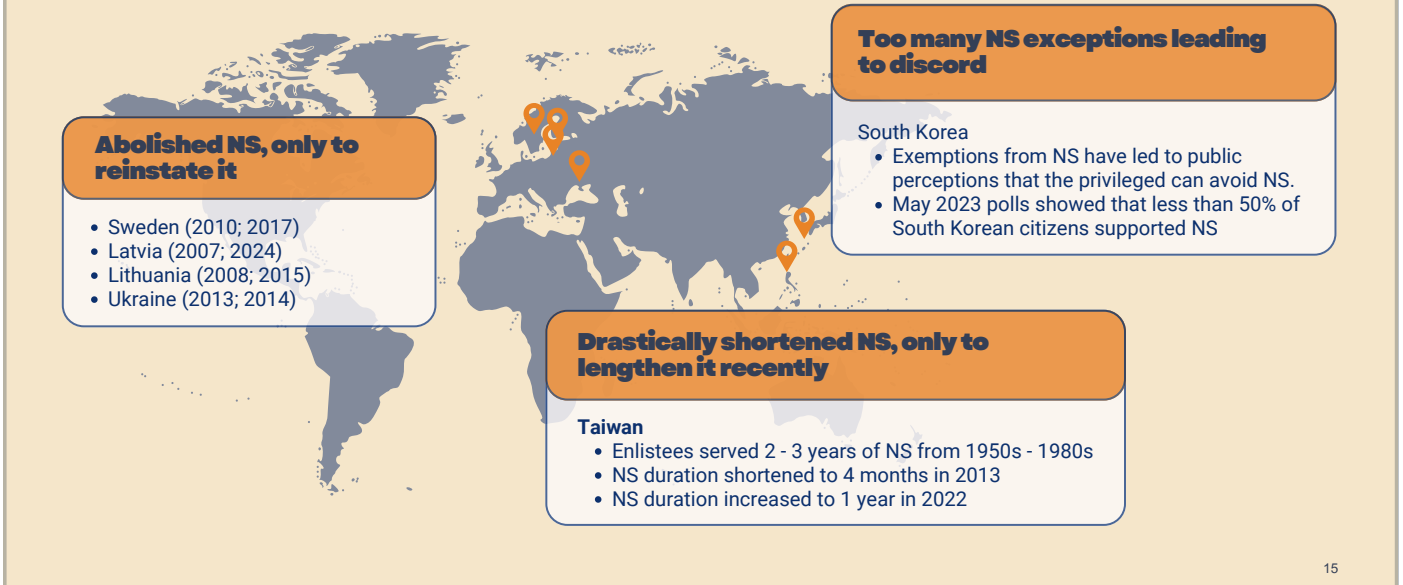 Too many NS exceptions leading
to discord
South Korea
• Exemptions from NS have led to public
perceptions that the privileged can avoid NS.
• May 2023 polls showed that less than 50% of
South Korean citizens supported NS
Abolished NS, only to
reinstate it
• Sweden (2010; 2017)
• Latvia (2007; 2024)
• Lithuania (2008; 2015)
• Ukraine (2013; 2014)
Drastically shortened NS, only to
lengthen it recently
Taiwan
• Enlistees served 2 - 3 years of NS from 1950s - 1980s
• NS duration shortened to 4 months in 2013
• NS duration increased to 1 year in 2022
15